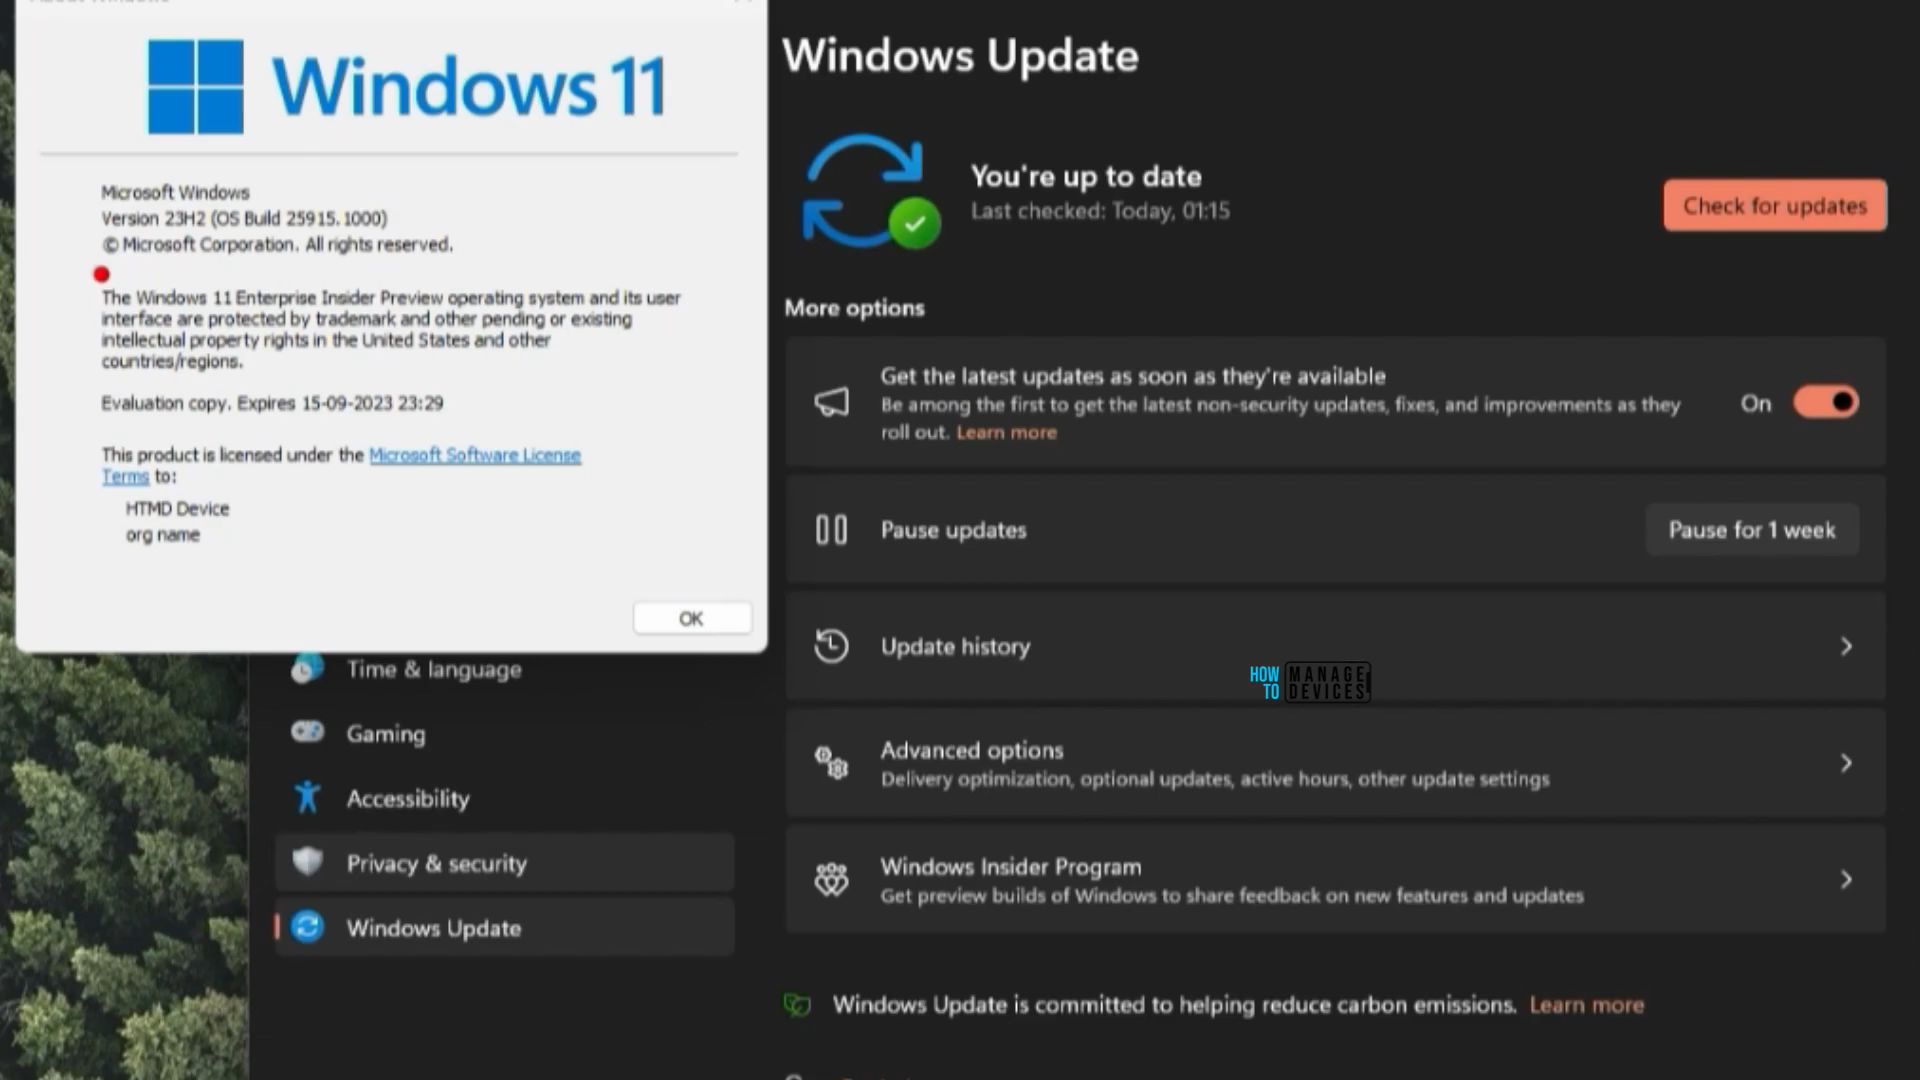 Windows 11
Microsoft Windows
Version 23H2 (OS Build 25915.1000)
© Microsoft Corporation. All rights reserved.
The Windows 11 Enterprise Insider Preview operating system and its user
interface are protected by trademark and other pending or existing
intellectual property rights in the United States and other
countries/regions.
Evaluation copy. Expires 15-09-2023 23:29
This product is licensed under the Microsoft Software License
Terms to:
HTMD Device
org name
OK
Time & language
Gaming
Accessibility
Privacy & security
Windows Update
Windows Update
You're up to date
Last checked: Today, 01:15
Check for updates
More options
Get the latest updates as soon as they're available
Be among the first to get the latest non-security updates, fixes, and improvements as they
roll out. Learn more
On
Pause updates
Pause for 1 week
Update history
HOW MANAGE
TO DEVICES
Advanced options
Delivery optimization, optional updates, active hours, other update settings
Windows Insider Program
Get preview builds of Windows to share feedback on new features and updates
Windows Update is committed to helping reduce carbon emissions. Learn more